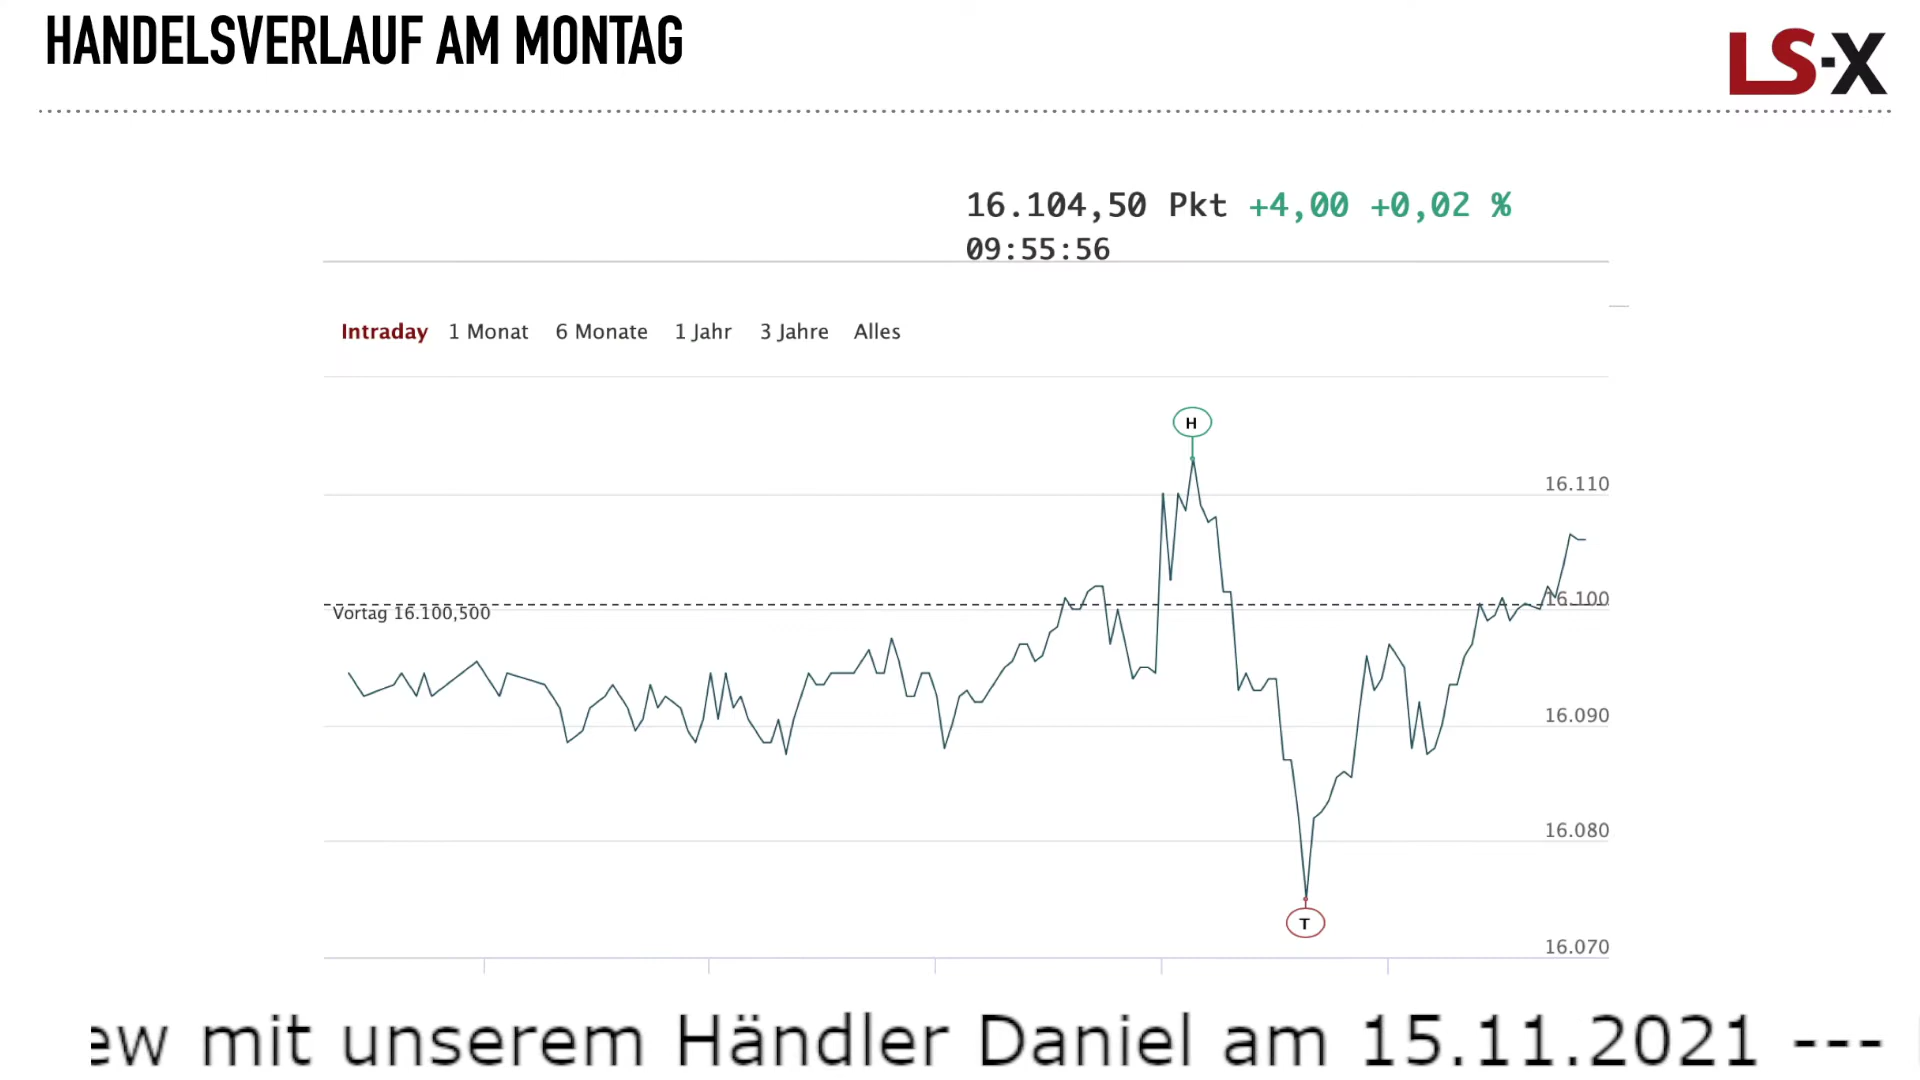 HANDELSVERLAUF AM MONTAG
LS-X
16.104,50 Pkt +4,00 +0,02 %
09:55:56
Intraday 1 Monat 6 Monate 1 Jahr 3 Jahre Alles
H
16.110
16.100
Vortag 16.100,500
16.090
16.080
T
16.070
ew mit unserem Händler Daniel am 15.11.2021 ---